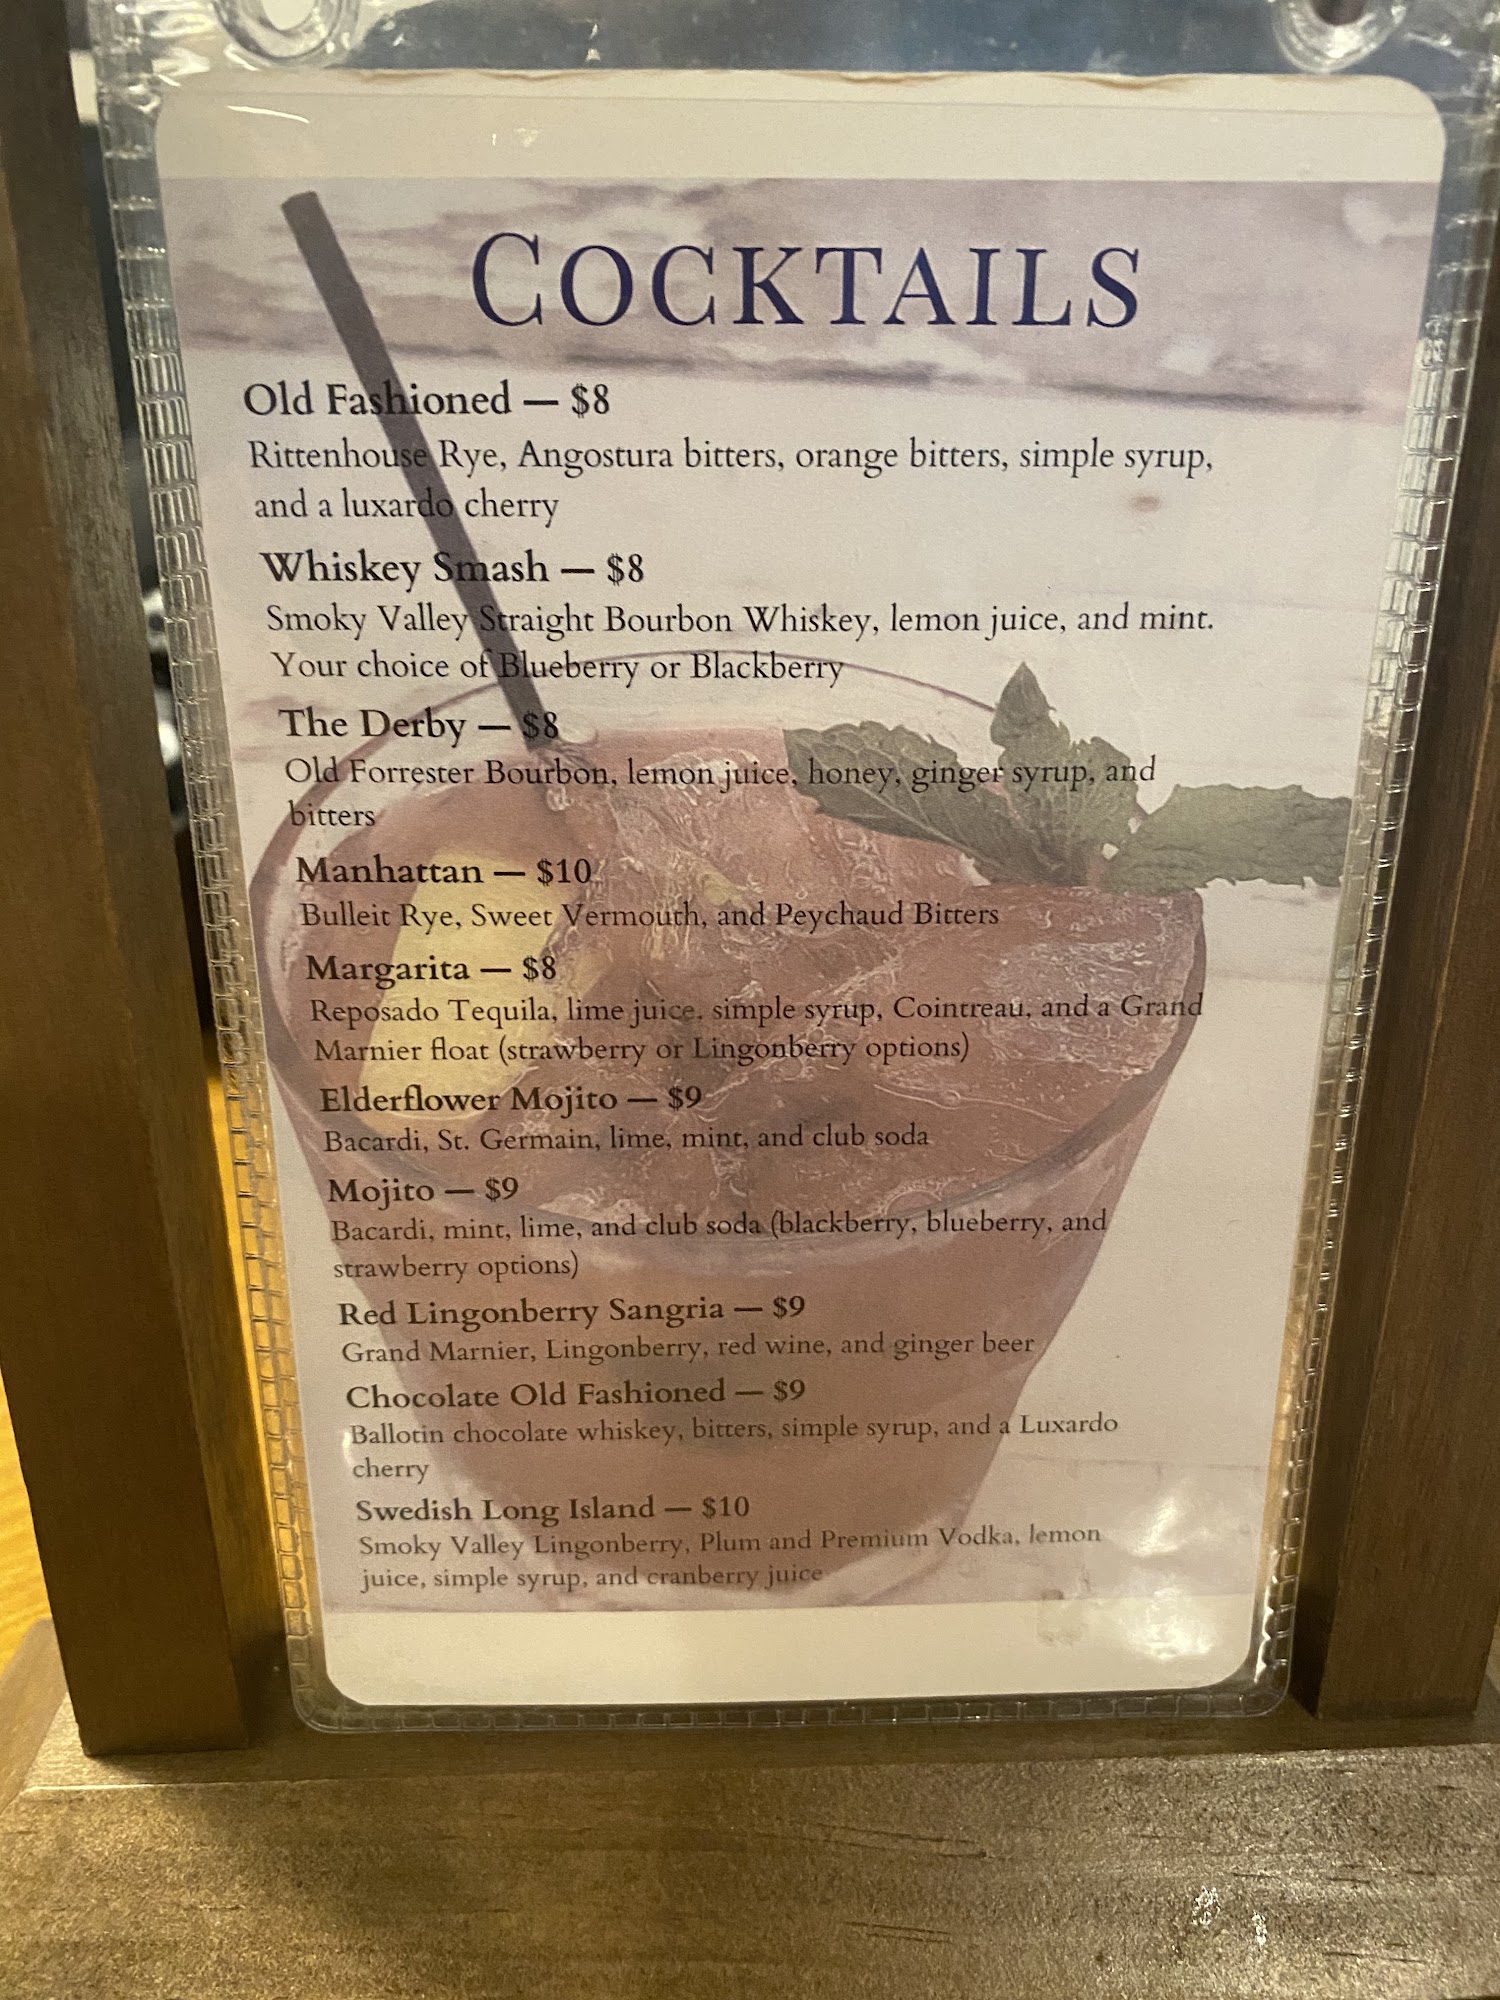 COCKTAILS
Old Fashioned — $8
Rittenhouse Rye, Angostura bitters, orange bitters, simple syrup,
and a luxardo cherry
Whiskey Smash — $8
Smoky Valley Straight Bourbon Whiskey, lemon juice, and mint.
Your choice of Blueberry or Blackberry
The Derby — $8
Old Forrester Bourbon, lemon juice, honey, ginger syrup, and
bitters
Manhattan — $10
Bulleit Rye, Sweet Vermouth, and Peychaud Bitters
Margarita — $8
Reposado Tequila, lime juice, simple syrup, Cointreau, and a Grand
Marnier float (strawberry or Lingonberry options)
Elderflower Mojito — $9
Bacardi, St. Germain, lime, mint, and club soda
Mojito — $9
Bacardi, mint, lime, and club soda (blackberry, blueberry, and
strawberry options)
Red Lingonberry Sangria — $9
Grand Marnier, Lingonberry, red wine, and ginger beer
Chocolate Old Fashioned — $9
Ballotin chocolate whiskey, bitters, simple syrup, and a Luxardo
cherry
Swedish Long Island — $10
Smoky Valley Lingonberry, Plum and Premium Vodka, lemon
juice, simple syrup, and cranberry juice